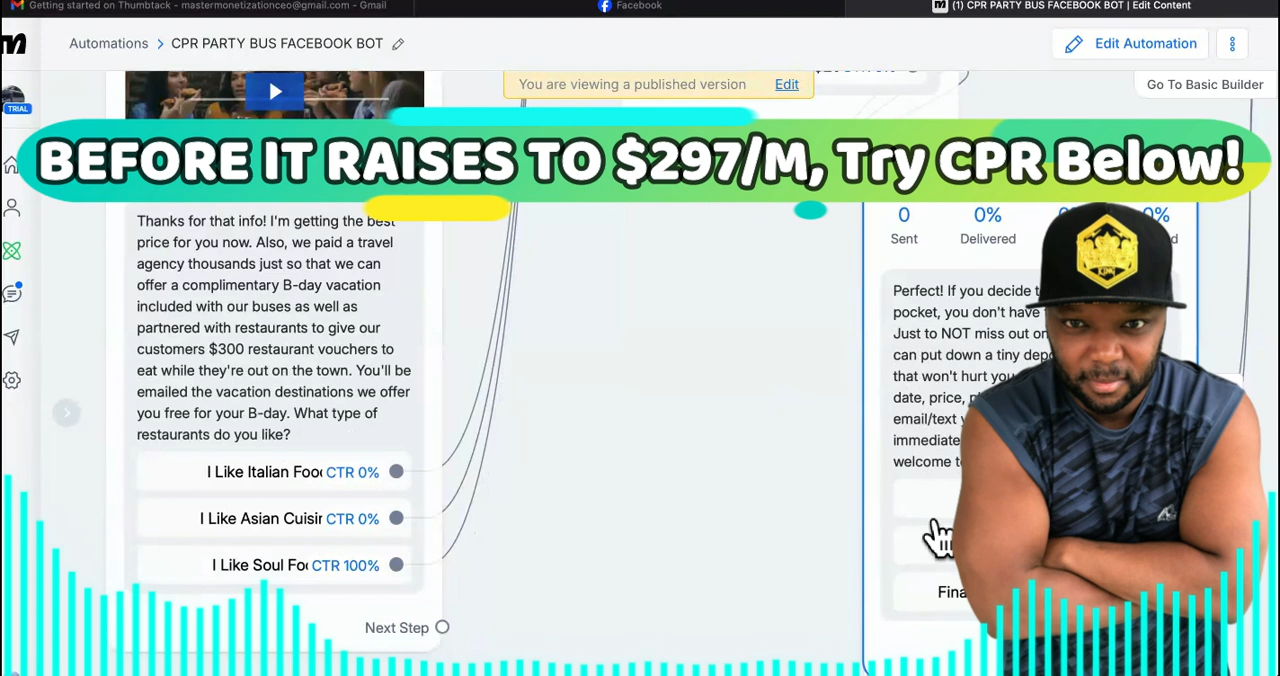 Getting started on Thumbtack - mastermonetizationceo@gmail.com - Gmail
Facebook
(1) CPR PARTY BUS FACEBOOK BOT | Edit Content
Automations > CPR PARTY BUS FACEBOOK BOT
Edit Automation
You are viewing a published version Edit
Go To Basic Builder
TRIAL
BEFORE IT RAISES TO $297/M, Try CPR Below!
Thanks for that info! I'm getting the best
price for you now. Also, we paid a travel
agency thousands just so that we can
offer a complimentary B-day vacation
included with our buses as well as
partnered with restaurants to give our
customers $300 restaurant vouchers to
eat while they're out on the town. You'll be
emailed the vacation destinations we offer
you free for your B-day. What type of
restaurants do you like?
I Like Italian Food CTR 0%
I Like Asian Cuisin CTR 0%
I Like Soul Foo CTR 100%
Next Step
0 0% 0%
Sent Delivered
Perfect! If you decide
pocket, you don't have
Just to NOT miss out on
can put down a tiny depo
that won't hurt you
date, price,
email/text
immediate
welcome
Fina
KING